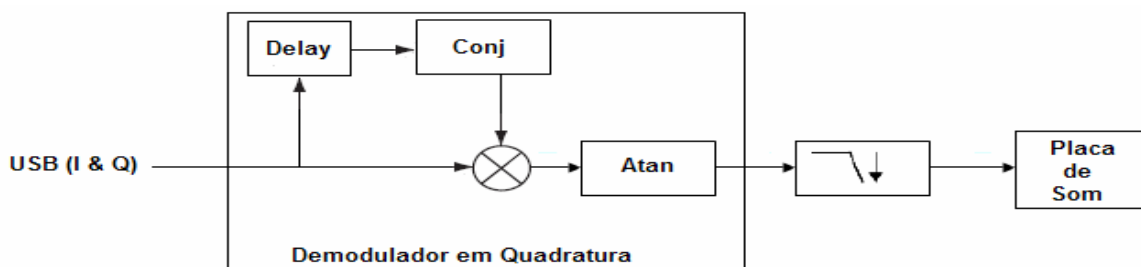 Delay
Conj
USB (I & Q)
Atan
Placa
de
Som
Demodulador em Quadratura